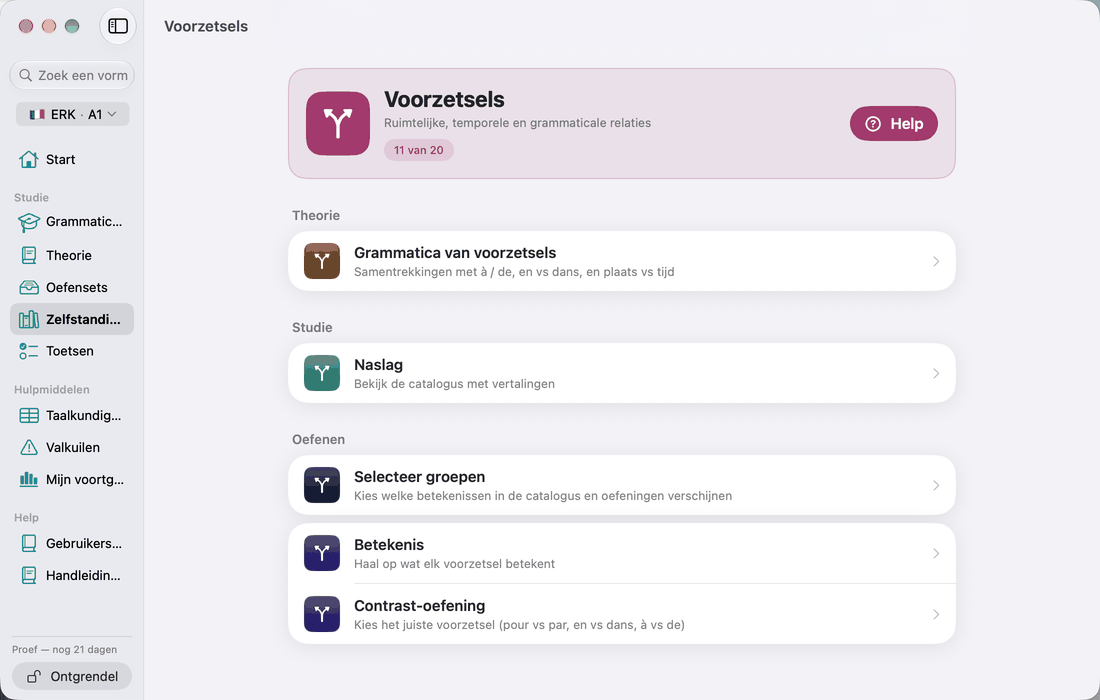 Voorzetsels
Zoek een vorm
ERK · A1
Start
Studie
Grammatic...
Theorie
Oefensets
Zelfstandi...
Toetsen
Hulpmiddelen
Taalkundig...
Valkuilen
Mijn voortg...
Help
Gebruikers...
Handleidin...
Proef — nog 21 dagen
Ontgrendel
Voorzetsels
Ruimtelijke, temporele en grammaticale relaties
11 van 20
Help
Theorie
Grammatica van voorzetsels
Samentrekkingen met à / de, en vs dans, en plaats vs tijd
Studie
Naslag
Bekijk de catalogus met vertalingen
Oefenen
Selecteer groepen
Kies welke betekenissen in de catalogus en oefeningen verschijnen
Betekenis
Haal op wat elk voorzetsel betekent
Contrast-oefening
Kies het juiste voorzetsel (pour vs par, en vs dans, à vs de)